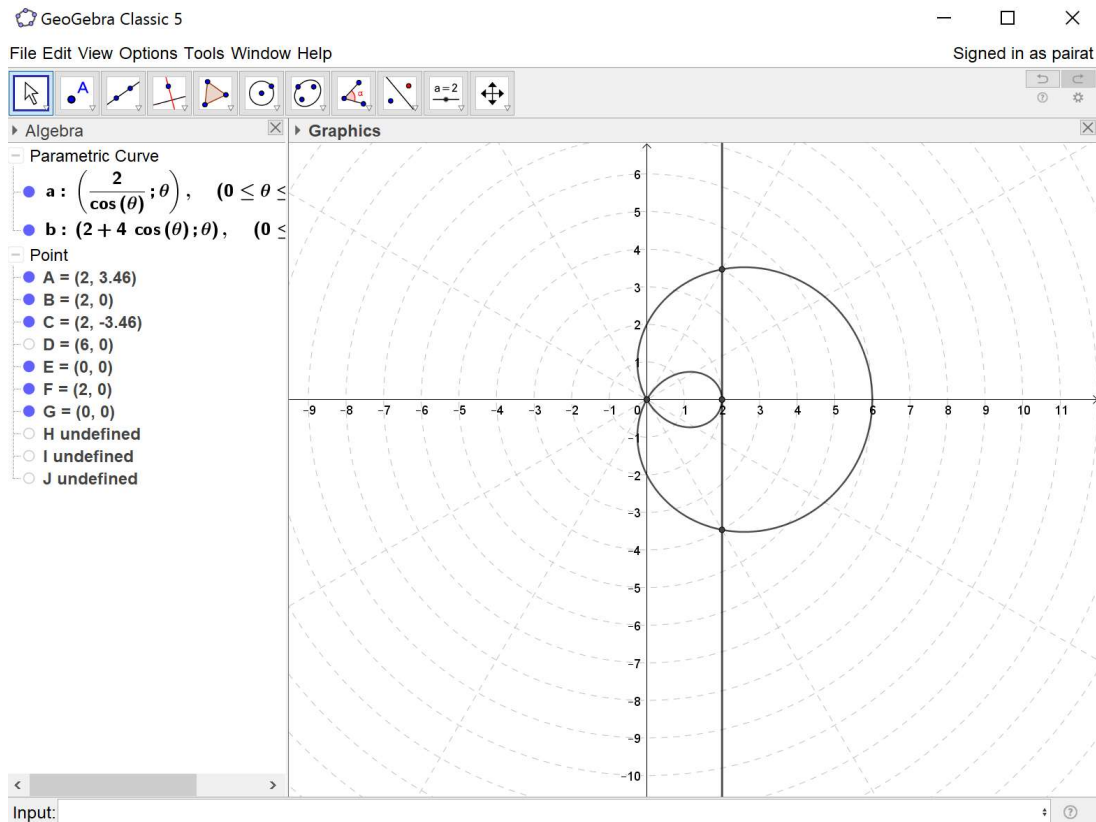 GeoGebra Classic 5
File Edit View Options Tools Window Help
Signed in as pairat
A
α
a=2
Algebra
Graphics
Parametric Curve
a : (2/cos(θ) ; θ), (0 ≤ θ ≤
b : (2 + 4 cos(θ); θ), (0 ≤
Point
A = (2, 3.46)
B = (2, 0)
C = (2, -3.46)
D = (6, 0)
E = (0, 0)
F = (2, 0)
G = (0, 0)
H undefined
I undefined
J undefined
6
5
4
3
2
1
-9 -8 -7 -6 -5 -4 -3 -2 -1 0 1 2 3 4 5 6 7 8 9 10 11
-1
-2
-3
-4
-5
-6
-7
-8
-9
-10
Input: